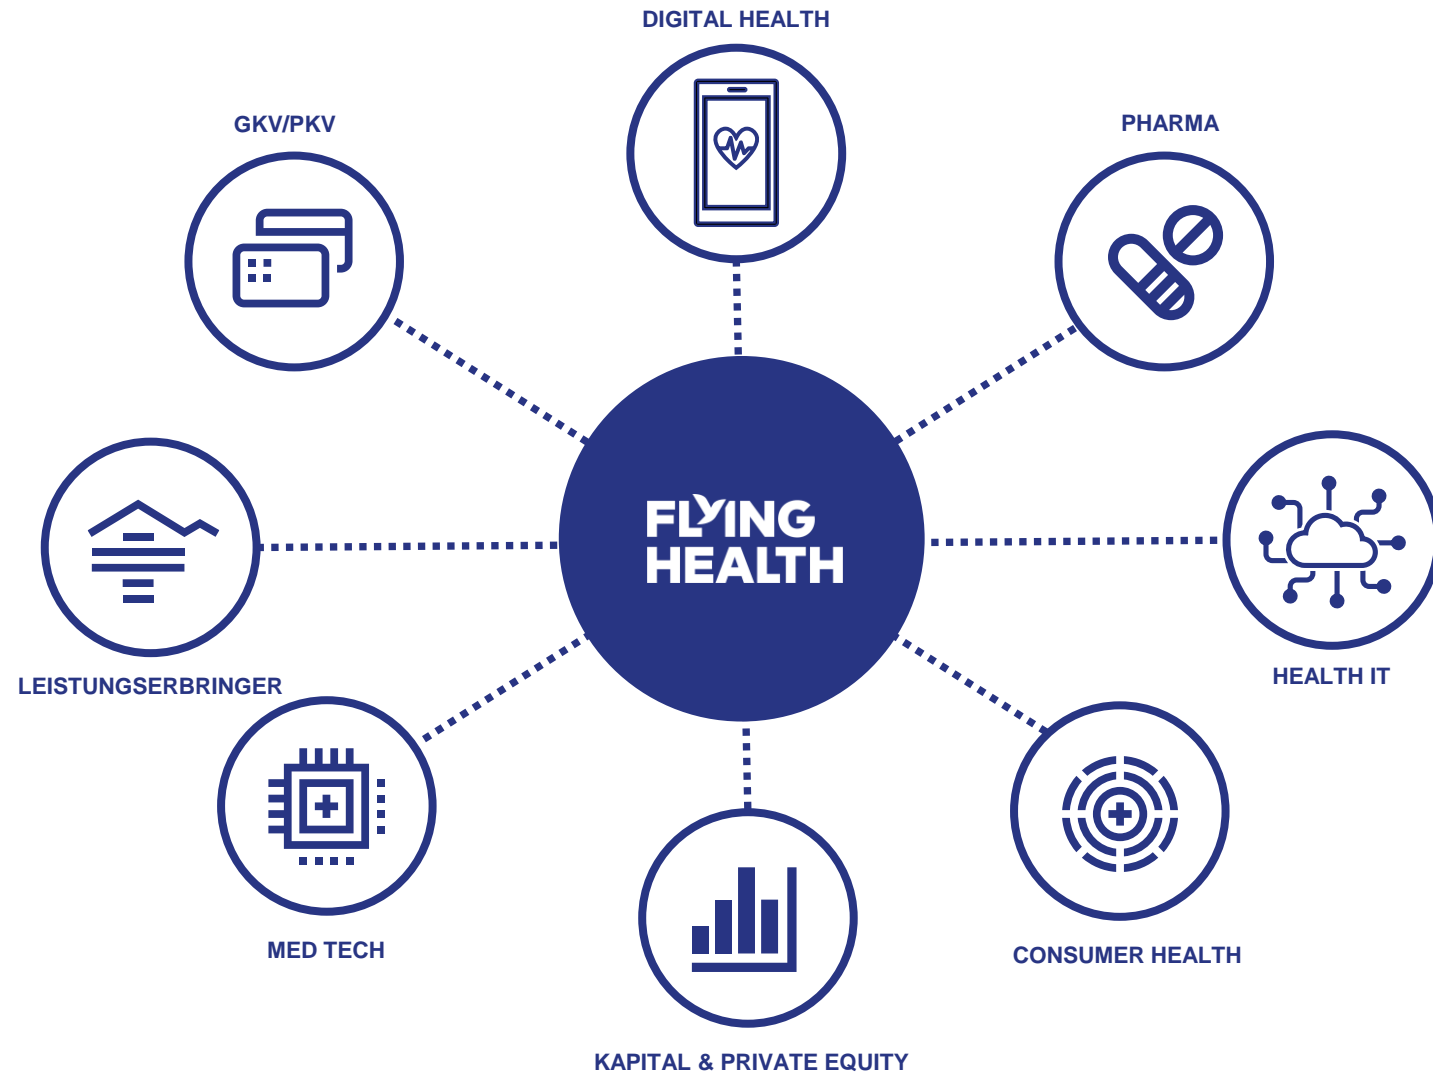 DIGITAL HEALTH
GKV/PKV
PHARMA
FLYING
HEALTH
LEISTUNGSERBRINGER
HEALTH IT
MED TECH
CONSUMER HEALTH
KAPITAL & PRIVATE EQUITY